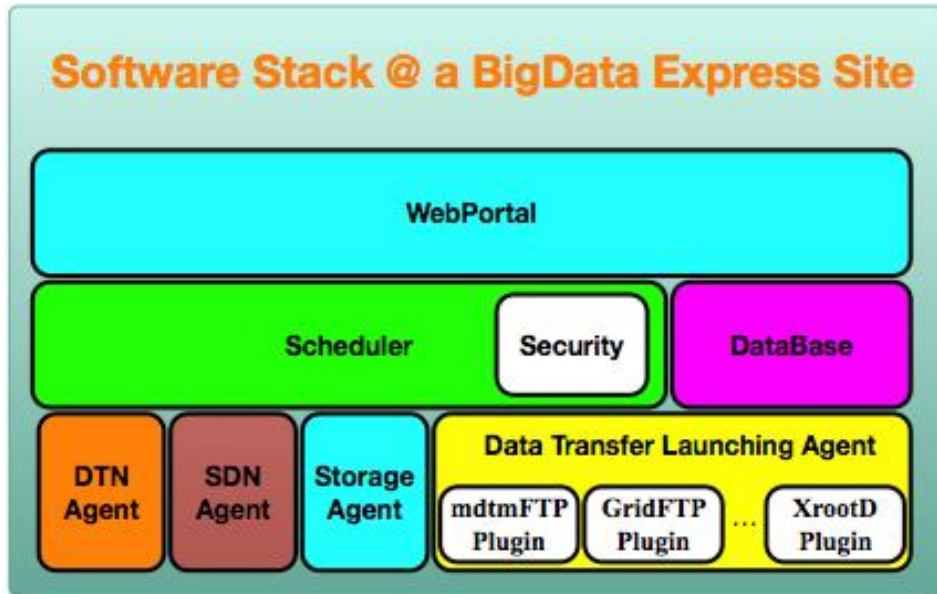 Software Stack @ a BigData Express Site
WebPortal
Scheduler
Security
DataBase
DTN
Agent
SDN
Agent
Storage
Agent
Data Transfer Launching Agent
mdtmFTP
Plugin
GridFTP
Plugin
...
XrootD
Plugin